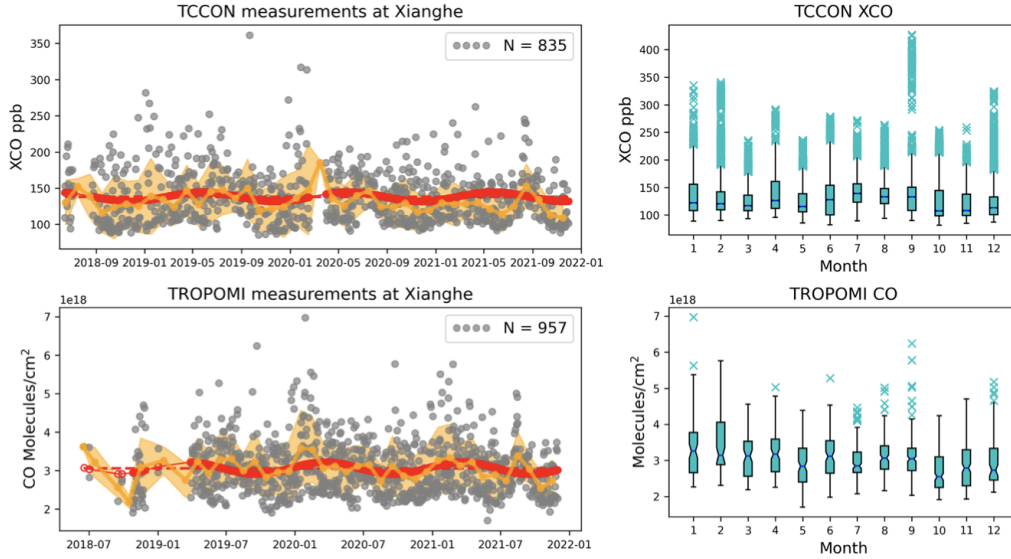 TCCON measurements at Xianghe
N = 835
XCO ppb
350
300
250
200
150
100
2018-09 2019-01 2019-05 2019-09 2020-01 2020-05 2020-09 2021-01 2021-05 2021-09 2022-01
TCCON XCO
XCO ppb
400
350
300
250
200
150
100
1 2 3 4 5 6 7 8 9 10 11 12
Month
TROPOMI measurements at Xianghe
1e18
N = 957
CO Molecules/cm²
7
6
5
4
3
2
2018-07 2019-01 2019-07 2020-01 2020-07 2021-01 2021-07 2022-01
TROPOMI CO
1e18
Molecules/cm²
7
6
5
4
3
2
1 2 3 4 5 6 7 8 9 10 11 12
Month